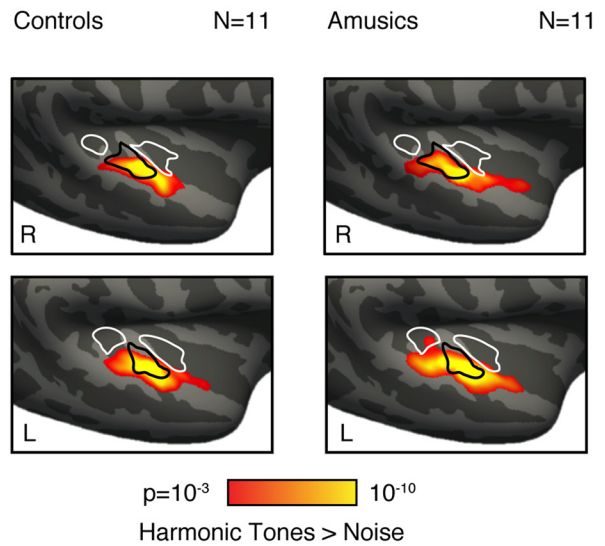 Controls N=11 Amusics N=11
R R
L L
p=10⁻³ 10⁻¹⁰
Harmonic Tones > Noise